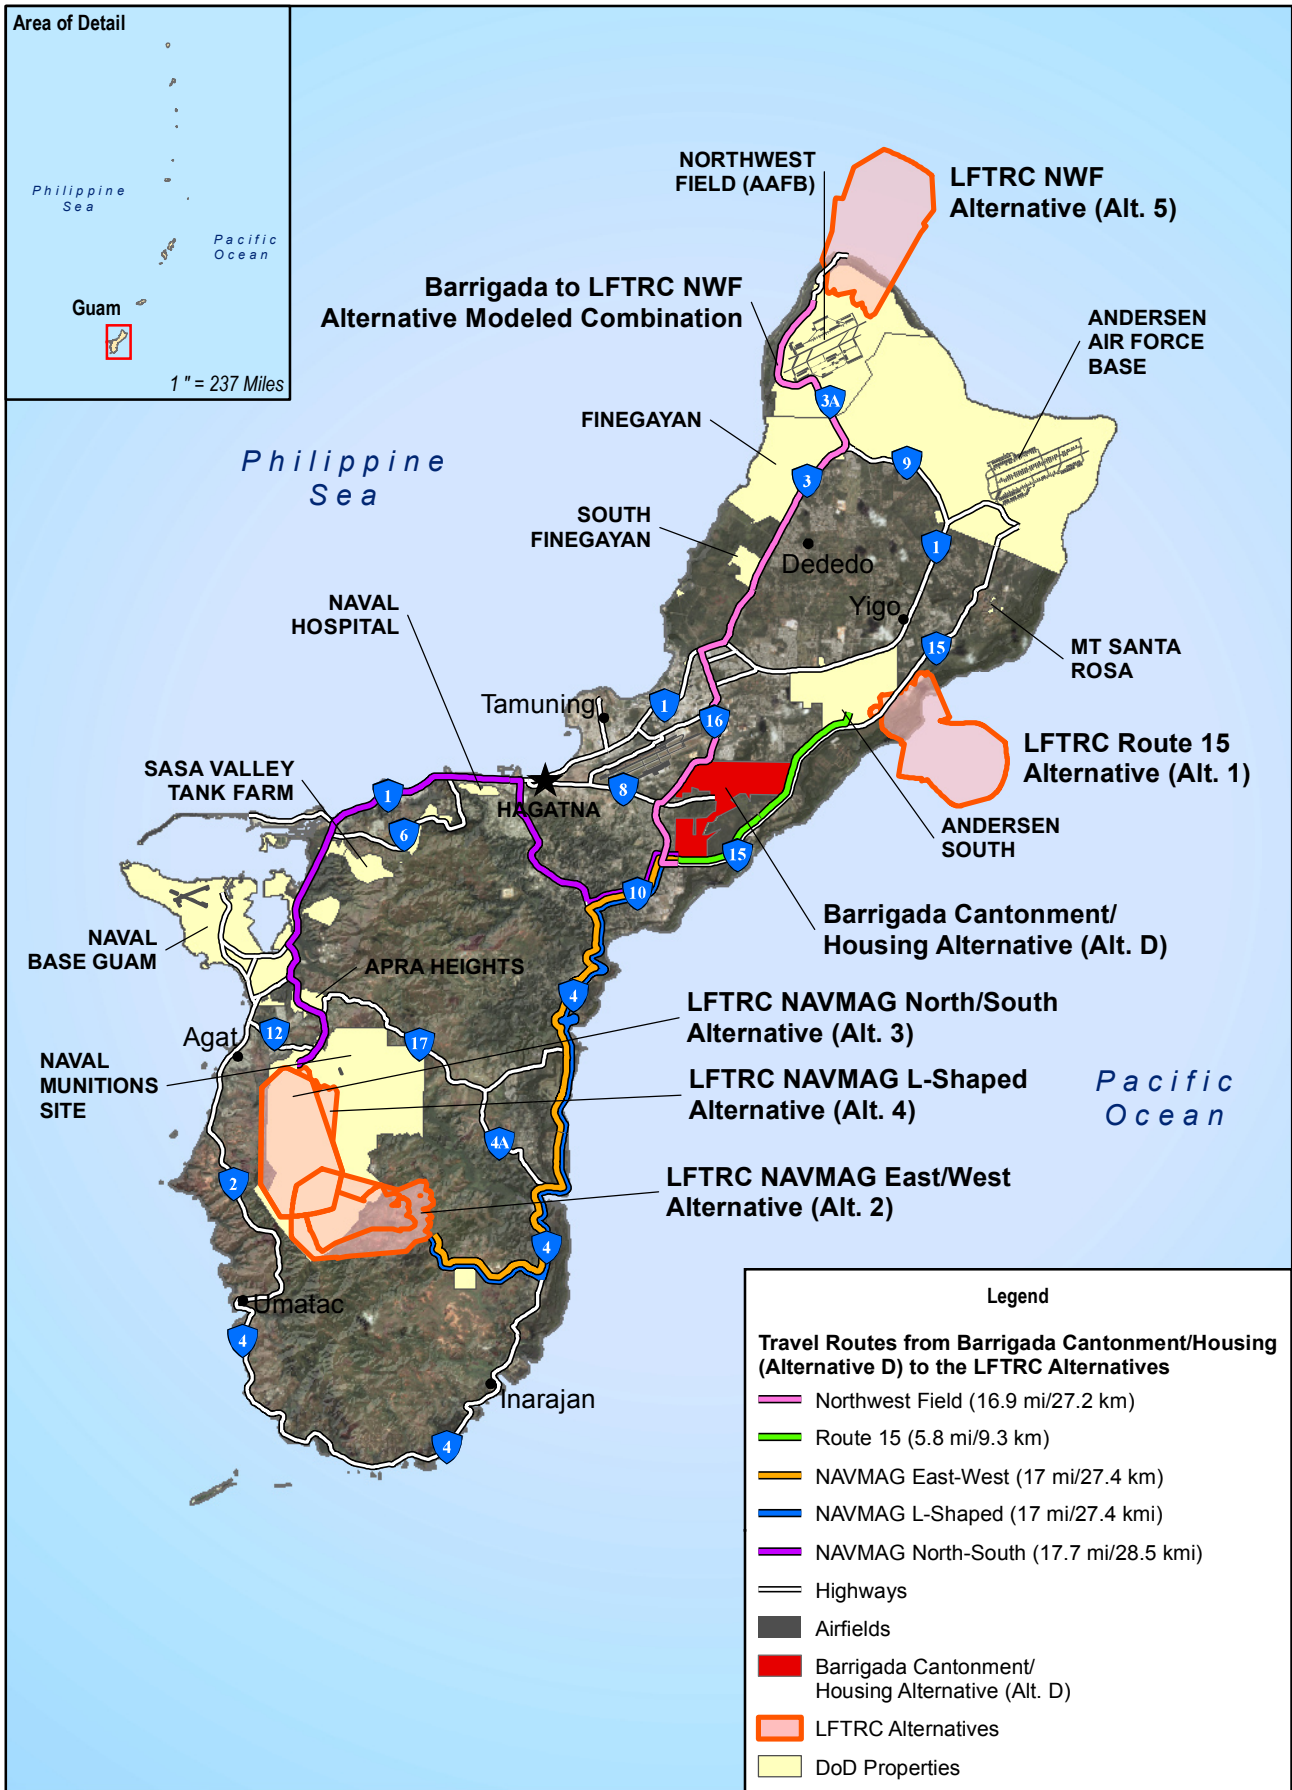 Area of Detail
Philippine
Sea
Pacific
Ocean
Guam
1 " = 237 Miles
NORTHWEST
FIELD (AAFB)
LFTRC NWF
Alternative (Alt. 5)
Barrigada to LFTRC NWF
Alternative Modeled Combination
ANDERSEN
AIR FORCE
BASE
3A
FINEGAYAN
Philippine
Sea
9
3
SOUTH
FINEGAYAN
Dededo
1
NAVAL
HOSPITAL
Yigo
15
MT SANTA
ROSA
Tamuning
1
16
LFTRC Route 15
Alternative (Alt. 1)
SASA VALLEY
TANK FARM
1
8
HAGATNA
6
ANDERSEN
SOUTH
15
10
Barrigada Cantonment/
Housing Alternative (Alt. D)
NAVAL
BASE GUAM
APRA HEIGHTS
4
LFTRC NAVMAG North/South
Alternative (Alt. 3)
12
17
Agat
NAVAL
MUNITIONS
SITE
LFTRC NAVMAG L-Shaped
Alternative (Alt. 4)
Pacific
Ocean
4A
2
LFTRC NAVMAG East/West
Alternative (Alt. 2)
4
Umatac
4
Inarajan
4
Legend
Travel Routes from Barrigada Cantonment/Housing
(Alternative D) to the LFTRC Alternatives
Northwest Field (16.9 mi/27.2 km)
Route 15 (5.8 mi/9.3 km)
NAVMAG East-West (17 mi/27.4 km)
NAVMAG L-Shaped (17 mi/27.4 kmi)
NAVMAG North-South (17.7 mi/28.5 kmi)
Highways
Airfields
Barrigada Cantonment/
Housing Alternative (Alt. D)
LFTRC Alternatives
DoD Properties